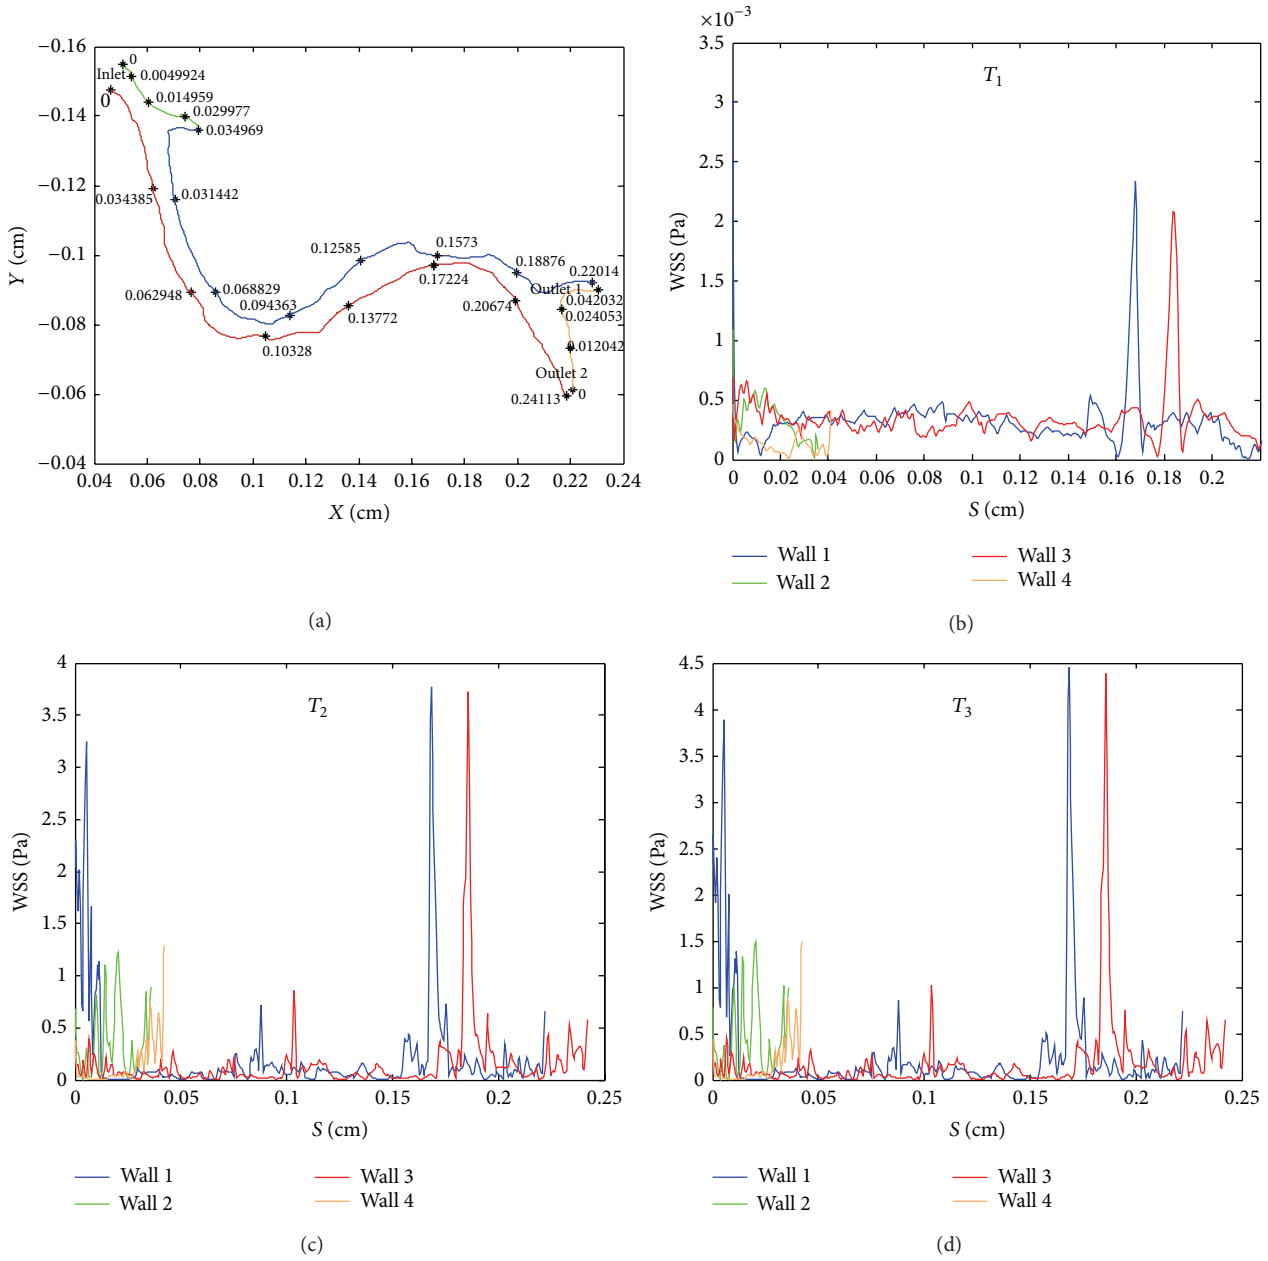 −0.16
−0.14
−0.12
−0.1
−0.08
−0.06
−0.04
Y (cm)
0.04 0.06 0.08 0.1 0.12 0.14 0.16 0.18 0.2 0.22 0.24
X (cm)
0
Inlet
0.0049924
0
0.014959
0.029977
0.034969
0.034385
0.031442
0.062948
0.068829
0.094363
0.10328
0.12585
0.13772
0.1573
0.17224
0.18876
0.20674
0.22014
Outlet 1
0.042032
0.024053
0.012042
Outlet 2
0.24113
0
(a)
×10−3
3.5
3
2.5
2
1.5
1
0.5
0
WSS (Pa)
T1
0 0.02 0.04 0.06 0.08 0.1 0.12 0.14 0.16 0.18 0.2
S (cm)
Wall 1
Wall 2
Wall 3
Wall 4
(b)
4
3.5
3
2.5
2
1.5
1
0.5
0
WSS (Pa)
T2
0 0.05 0.1 0.15 0.2 0.25
S (cm)
Wall 1
Wall 2
Wall 3
Wall 4
(c)
4.5
4
3.5
3
2.5
2
1.5
1
0.5
0
WSS (Pa)
T3
0 0.05 0.1 0.15 0.2 0.25
S (cm)
Wall 1
Wall 2
Wall 3
Wall 4
(d)